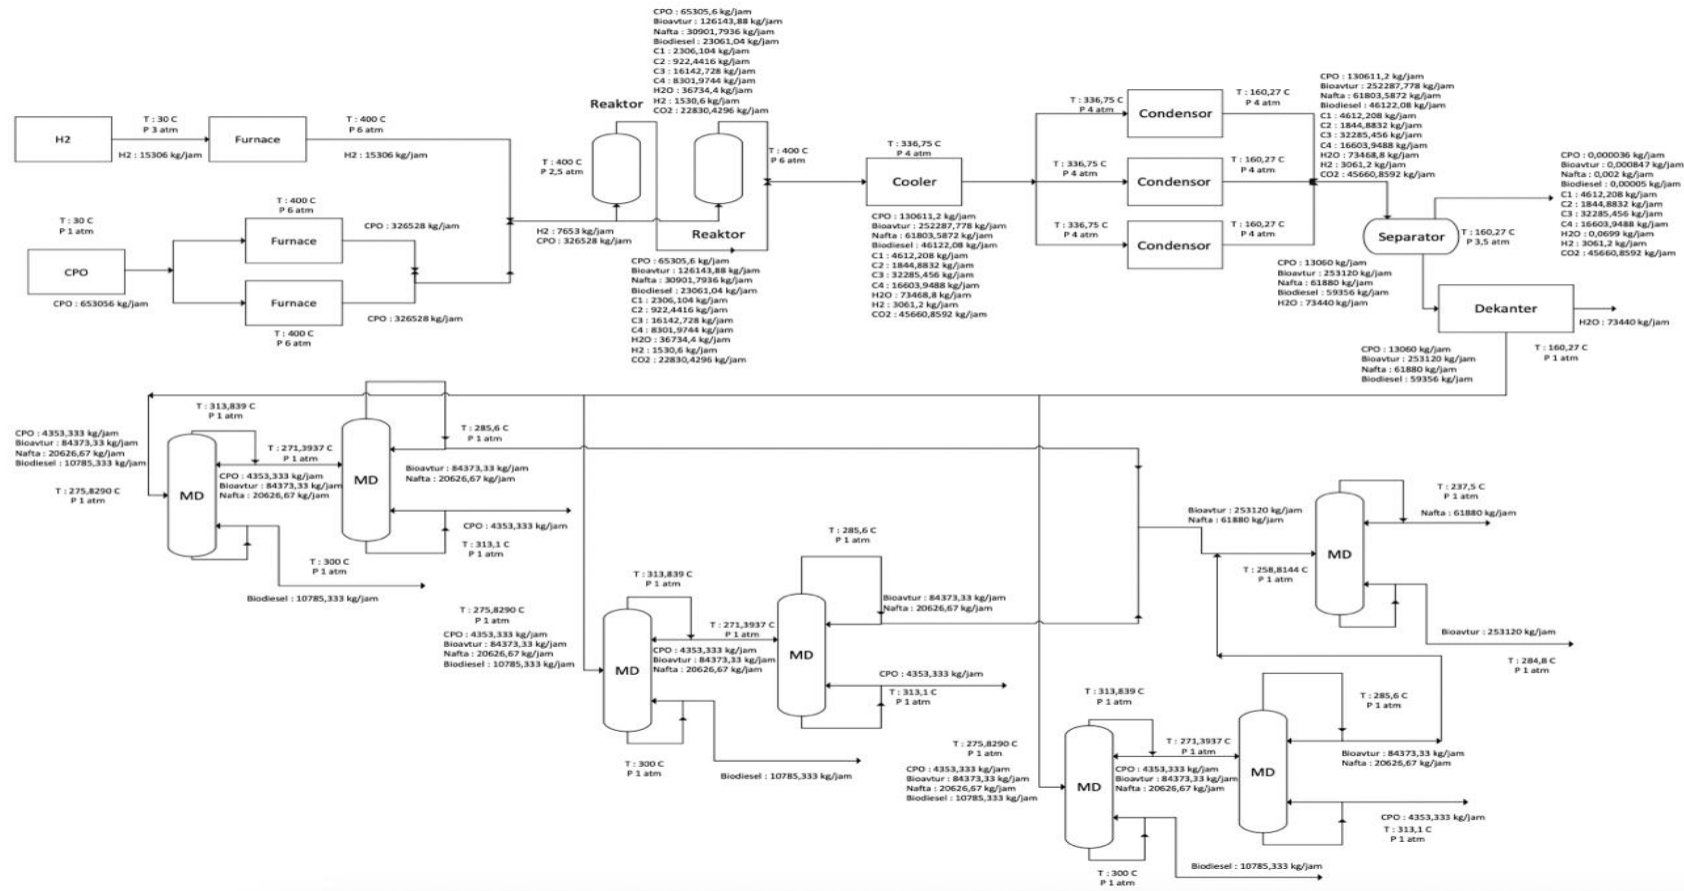 CPO : 65305,6 kg/jam
Bioavtur : 126143,88 kg/jam
Nafta : 30901,7936 kg/jam
Biodiesel : 23061,04 kg/jam
C1 : 2306,104 kg/jam
C2 : 922,4416 kg/jam
C3 : 16142,728 kg/jam
C4 : 8301,9744 kg/jam
H2O : 36734,4 kg/jam
H2 : 1530,6 kg/jam
CO2 : 22830,4296 kg/jam
H2
T : 30 C
P 3 atm
H2 : 15306 kg/jam
Furnace
T : 400 C
P 6 atm
H2 : 15306 kg/jam
T : 30 C
P 1 atm
CPO
CPO : 653056 kg/jam
T : 400 C
P 6 atm
Furnace
CPO : 326528 kg/jam
Furnace
CPO : 326528 kg/jam
T : 400 C
P 6 atm
Reaktor
T : 400 C
P 2,5 atm
H2 : 7653 kg/jam
CPO : 326528 kg/jam
Reaktor
T : 400 C
P 6 atm
CPO : 65305,6 kg/jam
Bioavtur : 126143,88 kg/jam
Nafta : 30901,7936 kg/jam
Biodiesel : 23061,04 kg/jam
C1 : 2306,104 kg/jam
C2 : 922,4416 kg/jam
C3 : 16142,728 kg/jam
C4 : 8301,9744 kg/jam
H2O : 36734,4 kg/jam
H2 : 1530,6 kg/jam
CO2 : 22830,4296 kg/jam
T : 336,75 C
P 4 atm
Cooler
CPO : 130611,2 kg/jam
Bioavtur : 252287,778 kg/jam
Nafta : 61803,5872 kg/jam
Biodiesel : 46122,08 kg/jam
C1 : 4612,208 kg/jam
C2 : 1844,8832 kg/jam
C3 : 32285,456 kg/jam
C4 : 16603,9488 kg/jam
H2O : 73468,8 kg/jam
H2 : 3061,2 kg/jam
CO2 : 45660,8592 kg/jam
T : 336,75 C
P 4 atm
Condensor
T : 160,27 C
P 4 atm
T : 336,75 C
P 4 atm
Condensor
T : 160,27 C
P 4 atm
T : 336,75 C
P 4 atm
Condensor
T : 160,27 C
P 4 atm
CPO : 130611,2 kg/jam
Bioavtur : 252287,778 kg/jam
Nafta : 61803,5872 kg/jam
Biodiesel : 46122,08 kg/jam
C1 : 4612,208 kg/jam
C2 : 1844,8832 kg/jam
C3 : 32285,456 kg/jam
C4 : 16603,9488 kg/jam
H2O : 73468,8 kg/jam
H2 : 3061,2 kg/jam
CO2 : 45660,8592 kg/jam
Separator
T : 160,27 C
P 3,5 atm
CPO : 0,000036 kg/jam
Bioavtur : 0,000847 kg/jam
Nafta : 0,002 kg/jam
Biodiesel : 0,00005 kg/jam
C1 : 4612,208 kg/jam
C2 : 1844,8832 kg/jam
C3 : 32285,456 kg/jam
C4 : 16603,9488 kg/jam
H2O : 0,0699 kg/jam
H2 : 3061,2 kg/jam
CO2 : 45660,8592 kg/jam
CPO : 13060 kg/jam
Bioavtur : 253120 kg/jam
Nafta : 61880 kg/jam
Biodiesel : 59356 kg/jam
H2O : 73440 kg/jam
Dekanter
H2O : 73440 kg/jam
T : 160,27 C
P 1 atm
CPO : 13060 kg/jam
Bioavtur : 253120 kg/jam
Nafta : 61880 kg/jam
Biodiesel : 59356 kg/jam
CPO : 4353,333 kg/jam
Bioavtur : 84373,33 kg/jam
Nafta : 20626,67 kg/jam
Biodiesel : 10785,333 kg/jam
T : 275,8290 C
P 1 atm
T : 313,839 C
P 1 atm
MD
T : 271,3937 C
P 1 atm
CPO : 4353,333 kg/jam
Bioavtur : 84373,33 kg/jam
Nafta : 20626,67 kg/jam
T : 300 C
P 1 atm
Biodiesel : 10785,333 kg/jam
MD
T : 285,6 C
P 1 atm
Bioavtur : 84373,33 kg/jam
Nafta : 20626,67 kg/jam
CPO : 4353,333 kg/jam
T : 313,1 C
P 1 atm
T : 275,8290 C
P 1 atm
CPO : 4353,333 kg/jam
Bioavtur : 84373,33 kg/jam
Nafta : 20626,67 kg/jam
Biodiesel : 10785,333 kg/jam
T : 313,839 C
P 1 atm
MD
T : 271,3937 C
P 1 atm
CPO : 4353,333 kg/jam
Bioavtur : 84373,33 kg/jam
Nafta : 20626,67 kg/jam
T : 300 C
P 1 atm
Biodiesel : 10785,333 kg/jam
MD
T : 285,6 C
P 1 atm
Bioavtur : 84373,33 kg/jam
Nafta : 20626,67 kg/jam
CPO : 4353,333 kg/jam
T : 313,1 C
P 1 atm
T : 275,8290 C
P 1 atm
CPO : 4353,333 kg/jam
Bioavtur : 84373,33 kg/jam
Nafta : 20626,67 kg/jam
Biodiesel : 10785,333 kg/jam
T : 313,839 C
P 1 atm
MD
T : 271,3937 C
P 1 atm
CPO : 4353,333 kg/jam
Bioavtur : 84373,33 kg/jam
Nafta : 20626,67 kg/jam
T : 300 C
P 1 atm
Biodiesel : 10785,333 kg/jam
MD
T : 285,6 C
P 1 atm
Bioavtur : 84373,33 kg/jam
Nafta : 20626,67 kg/jam
CPO : 4353,333 kg/jam
T : 313,1 C
P 1 atm
Bioavtur : 253120 kg/jam
Nafta : 61880 kg/jam
T : 258,8144 C
P 1 atm
MD
T : 237,5 C
P 1 atm
Nafta : 61880 kg/jam
Bioavtur : 253120 kg/jam
T : 284,8 C
P 1 atm